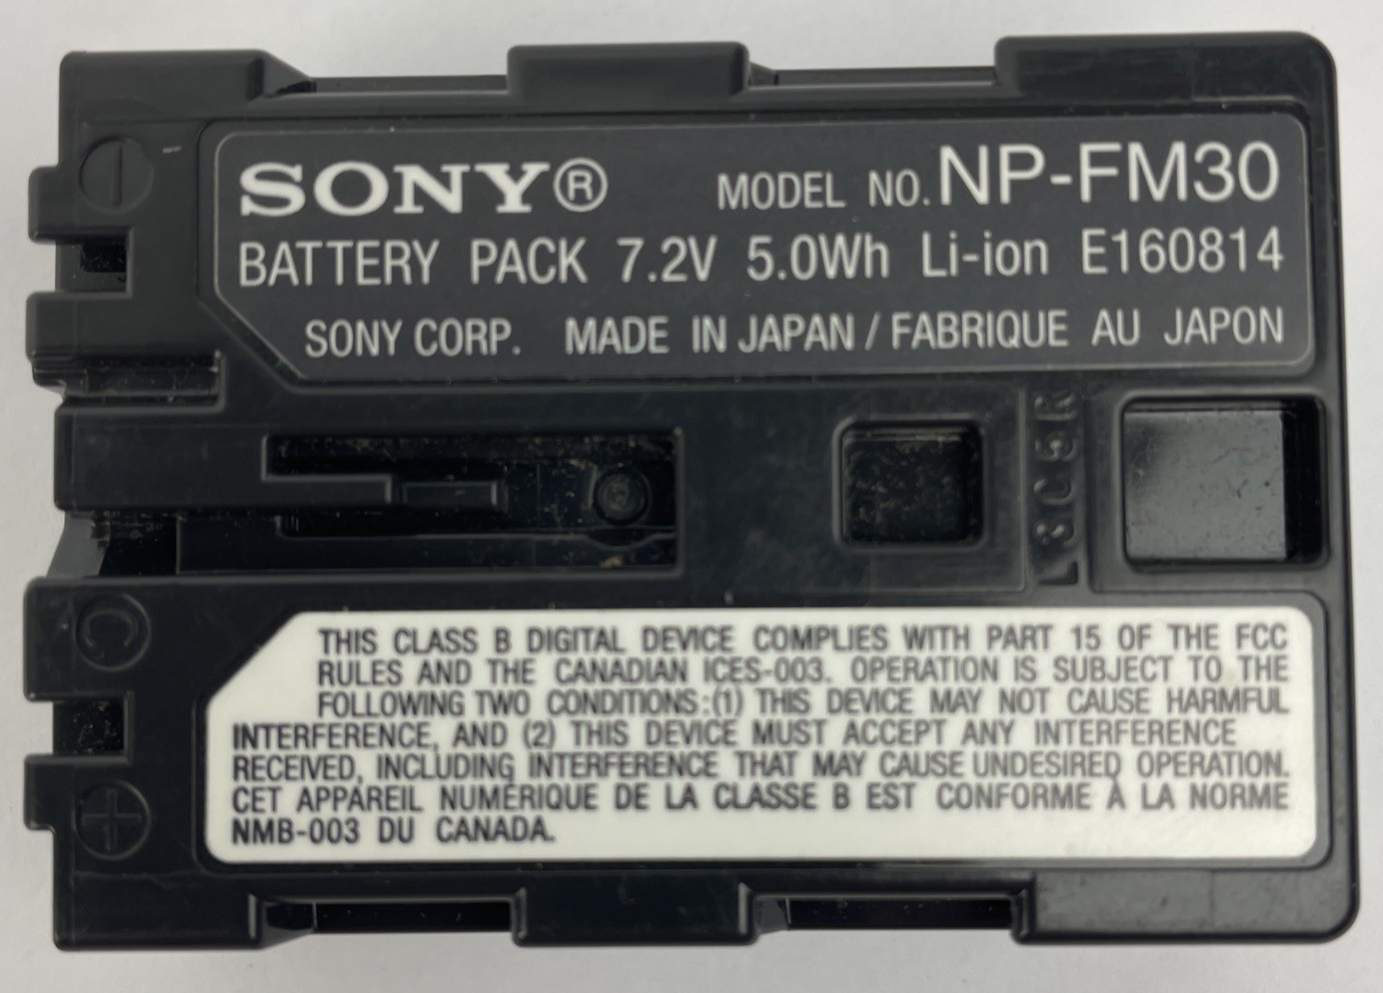 SONY®
MODEL NO. NP-FM30
BATTERY PACK 7.2V 5.0Wh Li-ion E160814
SONY CORP. MADE IN JAPAN / FABRIQUE AU JAPON
C
THIS CLASS B DIGITAL DEVICE COMPLIES WITH PART 15 OF THE FCC
RULES AND THE CANADIAN ICES-003. OPERATION IS SUBJECT TO THE
FOLLOWING TWO CONDITIONS:(1) THIS DEVICE MAY NOT CAUSE HARMFUL
INTERFERENCE, AND (2) THIS DEVICE MUST ACCEPT ANY INTERFERENCE
RECEIVED, INCLUDING INTERFERENCE THAT MAY CAUSE UNDESIRED OPERATION.
CET APPAREIL NUMÉRIQUE DE LA CLASSE B EST CONFORME À LA NORME
NMB-003 DU CANADA.